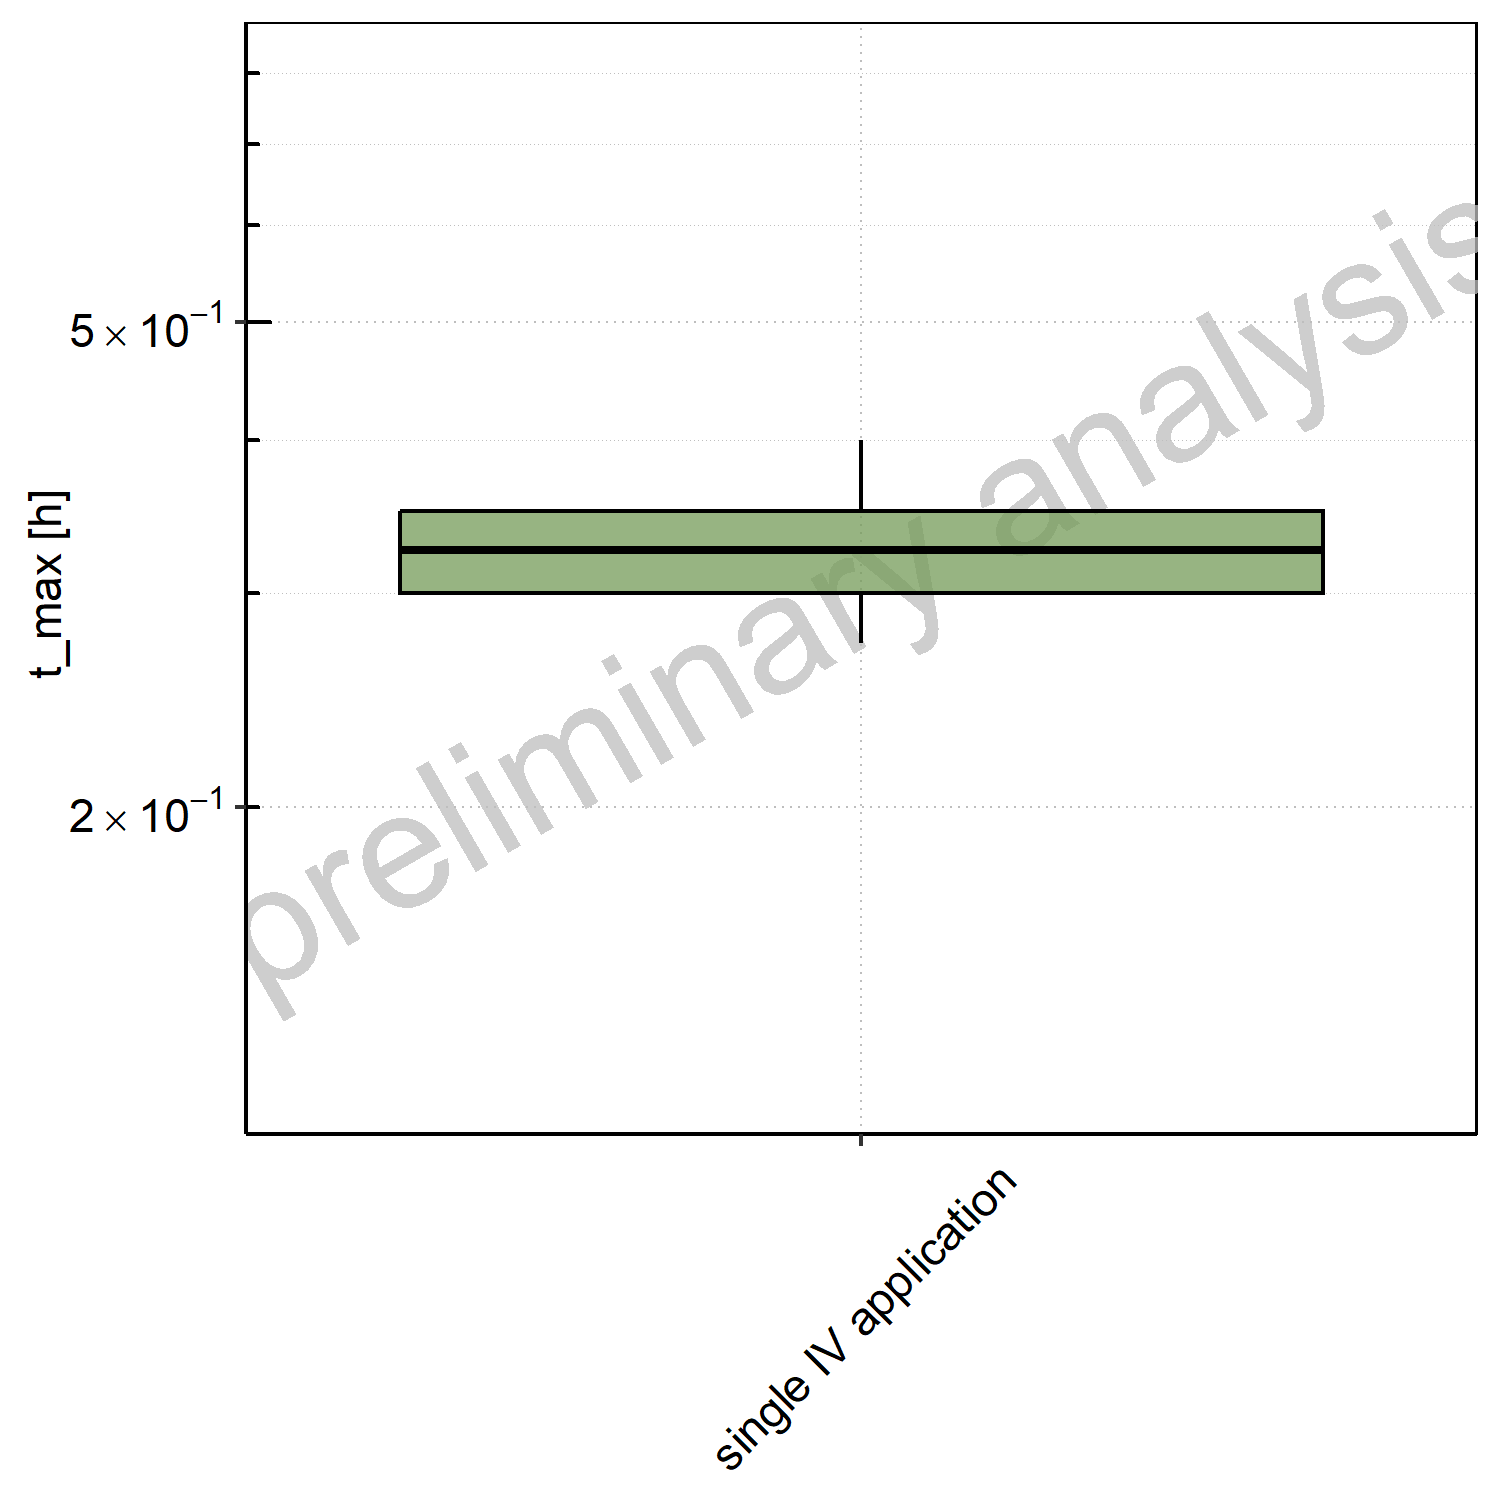 5 × 10⁻¹
2 × 10⁻¹
t_max [h]
preliminary analysis
single IV application